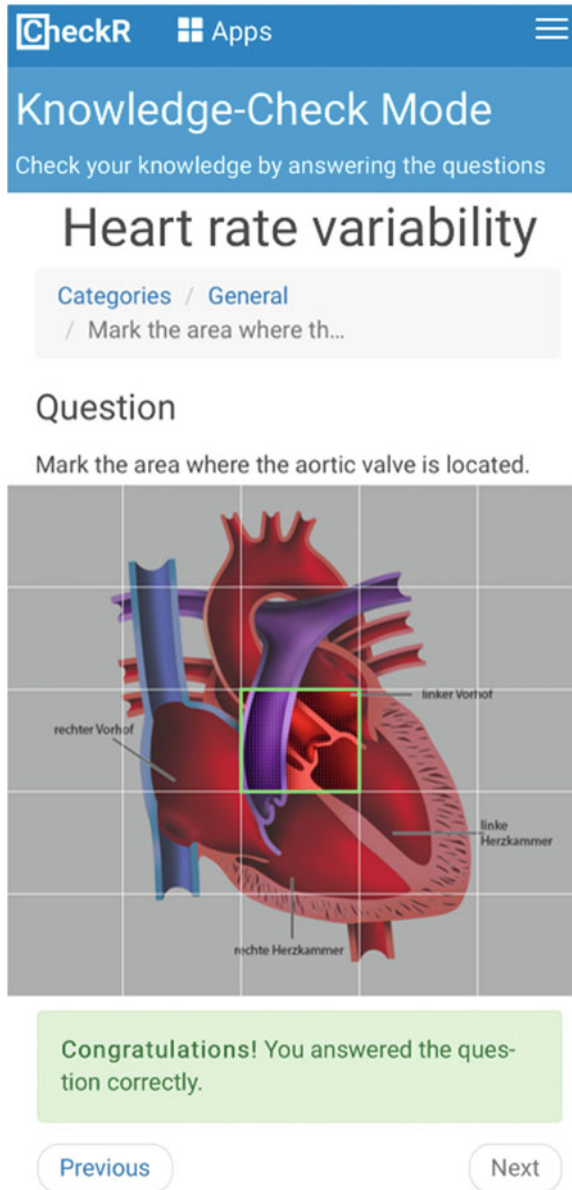 CheckR Apps
Knowledge-Check Mode
Check your knowledge by answering the questions
Heart rate variability
Categories / General
/ Mark the area where th...
Question
Mark the area where the aortic valve is located.
linker Vorhof
rechter Vorhof
linke
Herzkammer
rechte Herzkammer
Congratulations! You answered the ques-
tion correctly.
Previous Next